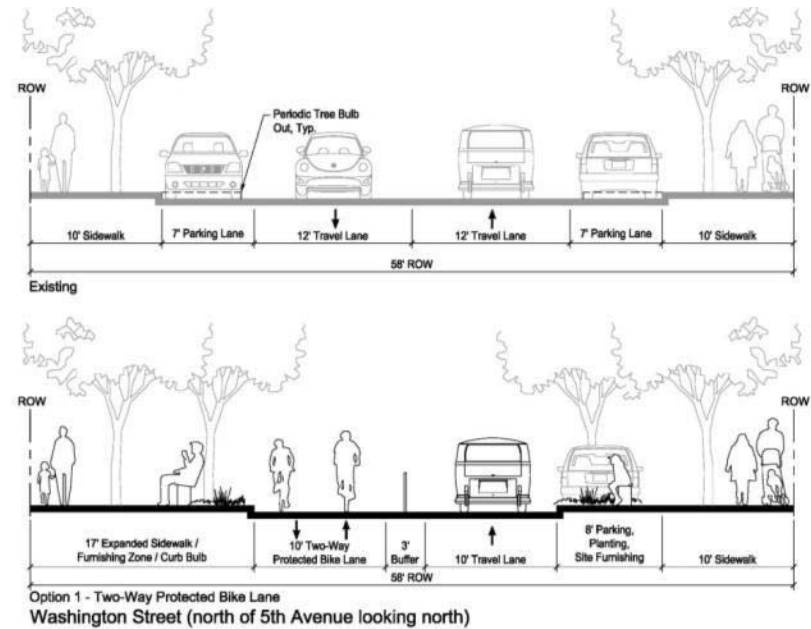 ROW
ROW
Periodic Tree Bulb
Out, Typ.
10' Sidewalk
7' Parking Lane
12' Travel Lane
12' Travel Lane
7' Parking Lane
10' Sidewalk
58' ROW
Existing
ROW
ROW
17' Expanded Sidewalk /
Furnishing Zone / Curb Bulb
10' Two-Way
Protected Bike Lane
3'
Buffer
10' Travel Lane
8' Parking,
Planting,
Site Furnishing
10' Sidewalk
58' ROW
Option 1 - Two-Way Protected Bike Lane
Washington Street (north of 5th Avenue looking north)